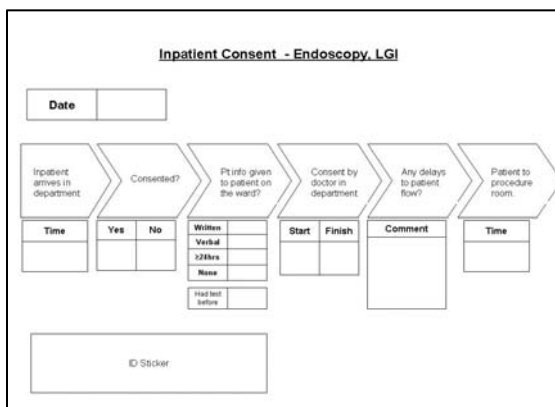 Inpatient Consent - Endoscopy, LGI
Date
Inpatient
arrives in
department
Consented?
Pt info given
to patient on
the ward?
Consent by
doctor in
department
Any delays
to patient
flow?
Patient to
procedure
room.
Time
Yes No
Written
Verbal
≥24hrs
None
Had test
before
Start Finish
Comment
Time
ID Sticker